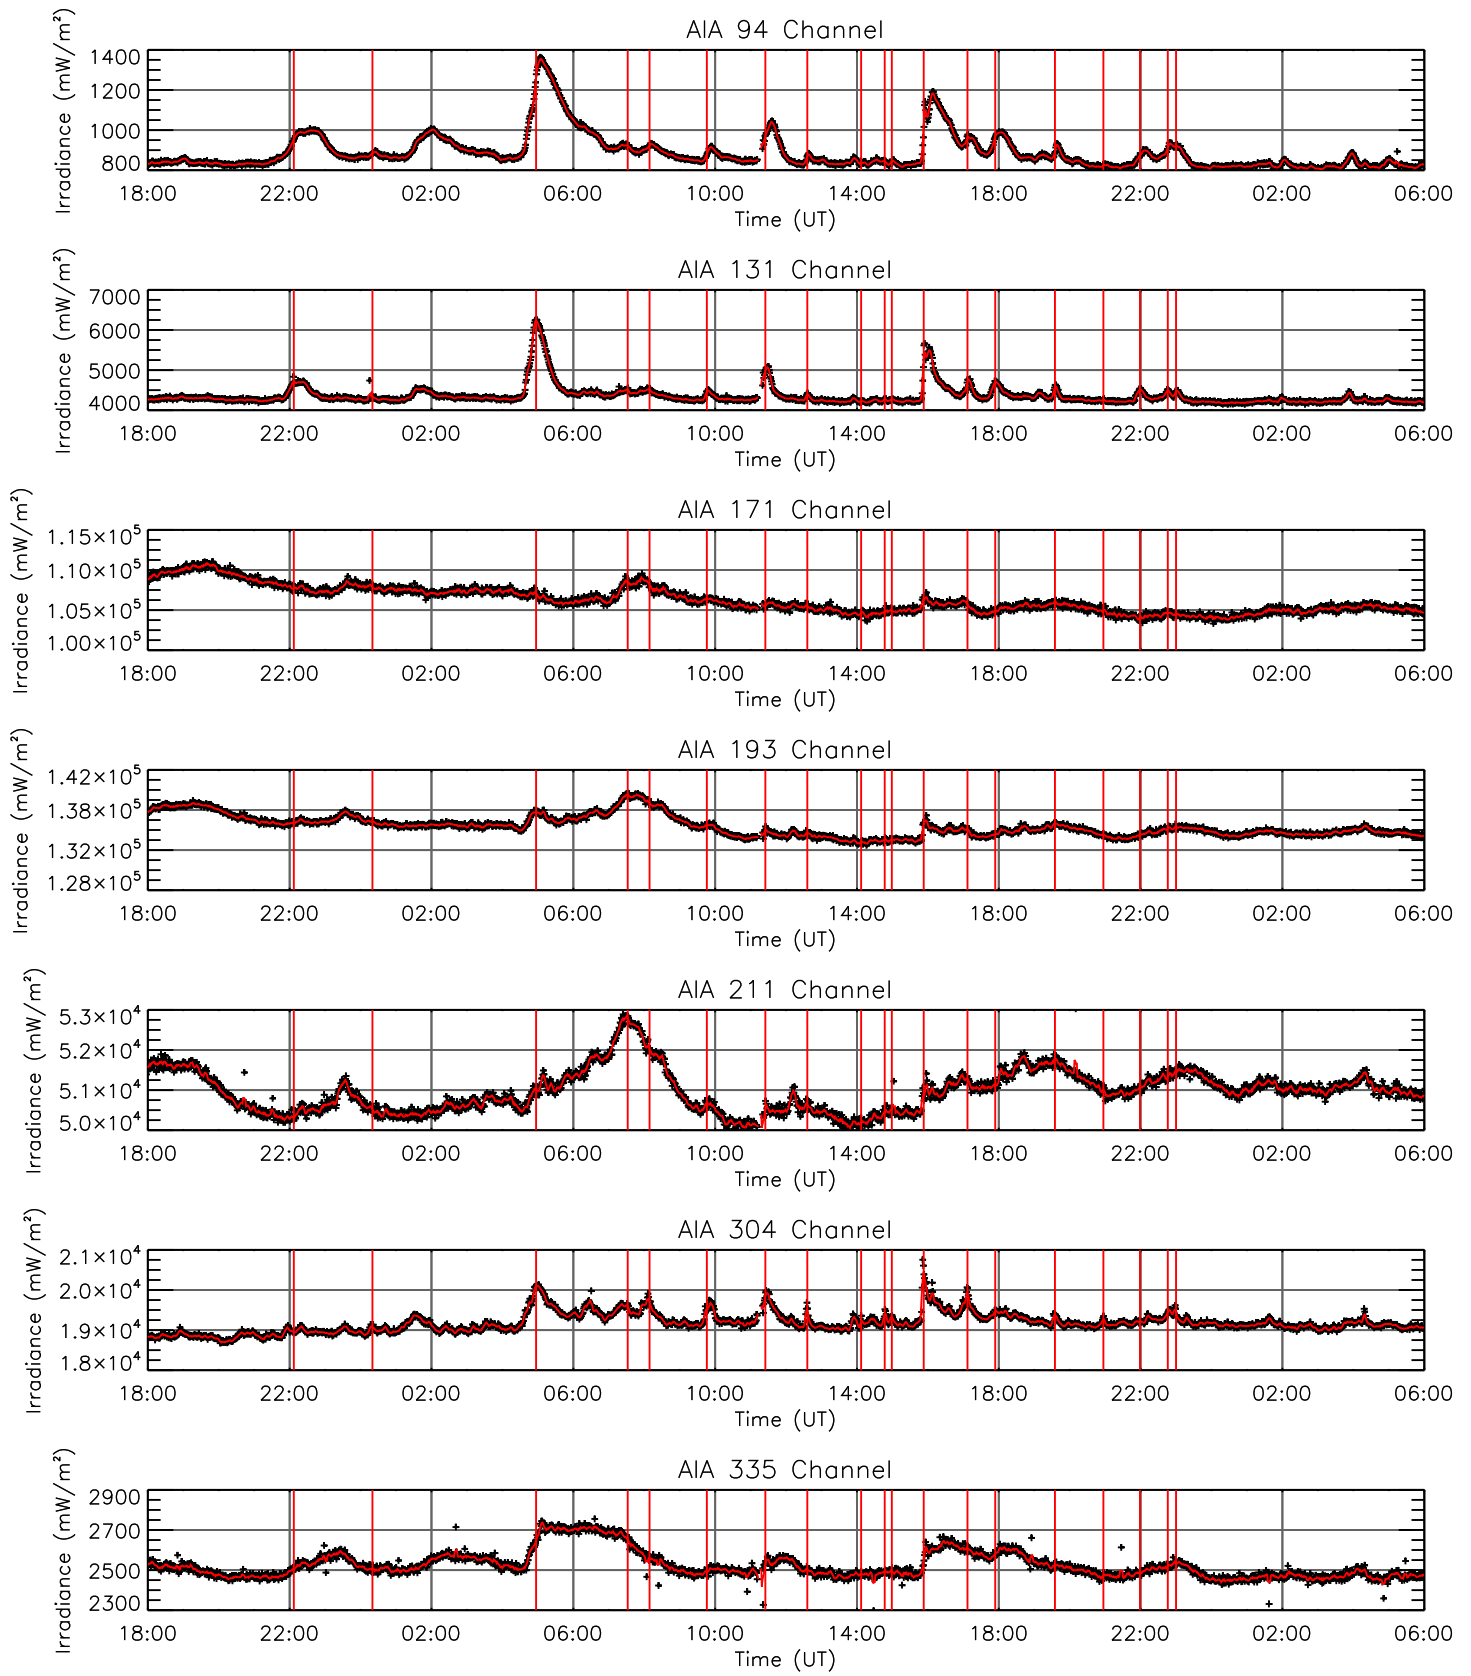 AIA 94 Channel
Irradiance (mW/m²)
1400
1200
1000
800
18:00 22:00 02:00 06:00 10:00 14:00 18:00 22:00 02:00 06:00
Time (UT)
AIA 131 Channel
Irradiance (mW/m²)
7000
6000
5000
4000
18:00 22:00 02:00 06:00 10:00 14:00 18:00 22:00 02:00 06:00
Time (UT)
AIA 171 Channel
Irradiance (mW/m²)
1.15×10⁵
1.10×10⁵
1.05×10⁵
1.00×10⁵
18:00 22:00 02:00 06:00 10:00 14:00 18:00 22:00 02:00 06:00
Time (UT)
AIA 193 Channel
Irradiance (mW/m²)
1.42×10⁵
1.38×10⁵
1.32×10⁵
1.28×10⁵
18:00 22:00 02:00 06:00 10:00 14:00 18:00 22:00 02:00 06:00
Time (UT)
AIA 211 Channel
Irradiance (mW/m²)
5.3×10⁴
5.2×10⁴
5.1×10⁴
5.0×10⁴
18:00 22:00 02:00 06:00 10:00 14:00 18:00 22:00 02:00 06:00
Time (UT)
AIA 304 Channel
Irradiance (mW/m²)
2.1×10⁴
2.0×10⁴
1.9×10⁴
1.8×10⁴
18:00 22:00 02:00 06:00 10:00 14:00 18:00 22:00 02:00 06:00
Time (UT)
AIA 335 Channel
Irradiance (mW/m²)
2900
2700
2500
2300
18:00 22:00 02:00 06:00 10:00 14:00 18:00 22:00 02:00 06:00
Time (UT)